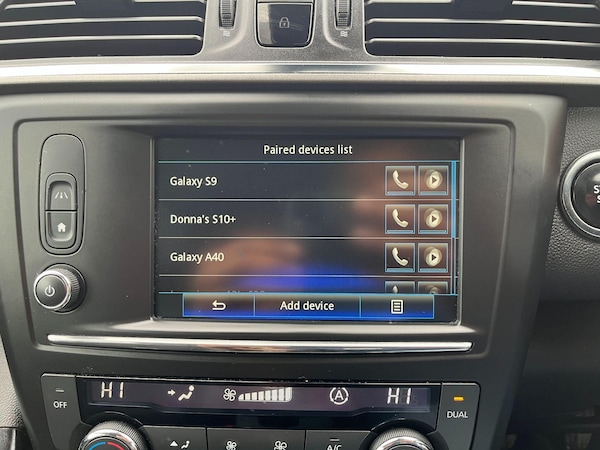 Paired devices list
Galaxy S9
Donna's S10+
Galaxy A40
Add device
HI
HI
OFF
DUAL
A/C